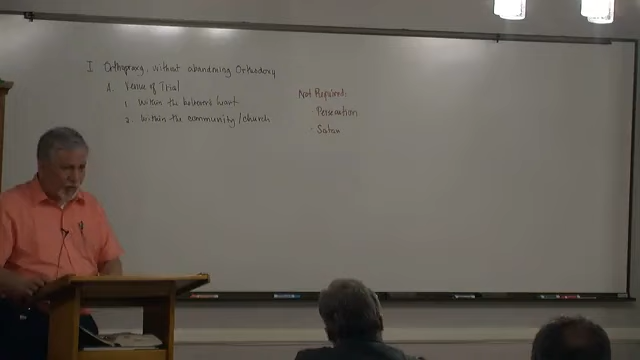 I Orthopraxy, without abandoning Orthodoxy
A. Venue of Trial
1. Within the believers heart
2. Within the community/church
Not Required:
Persecution
· Satan